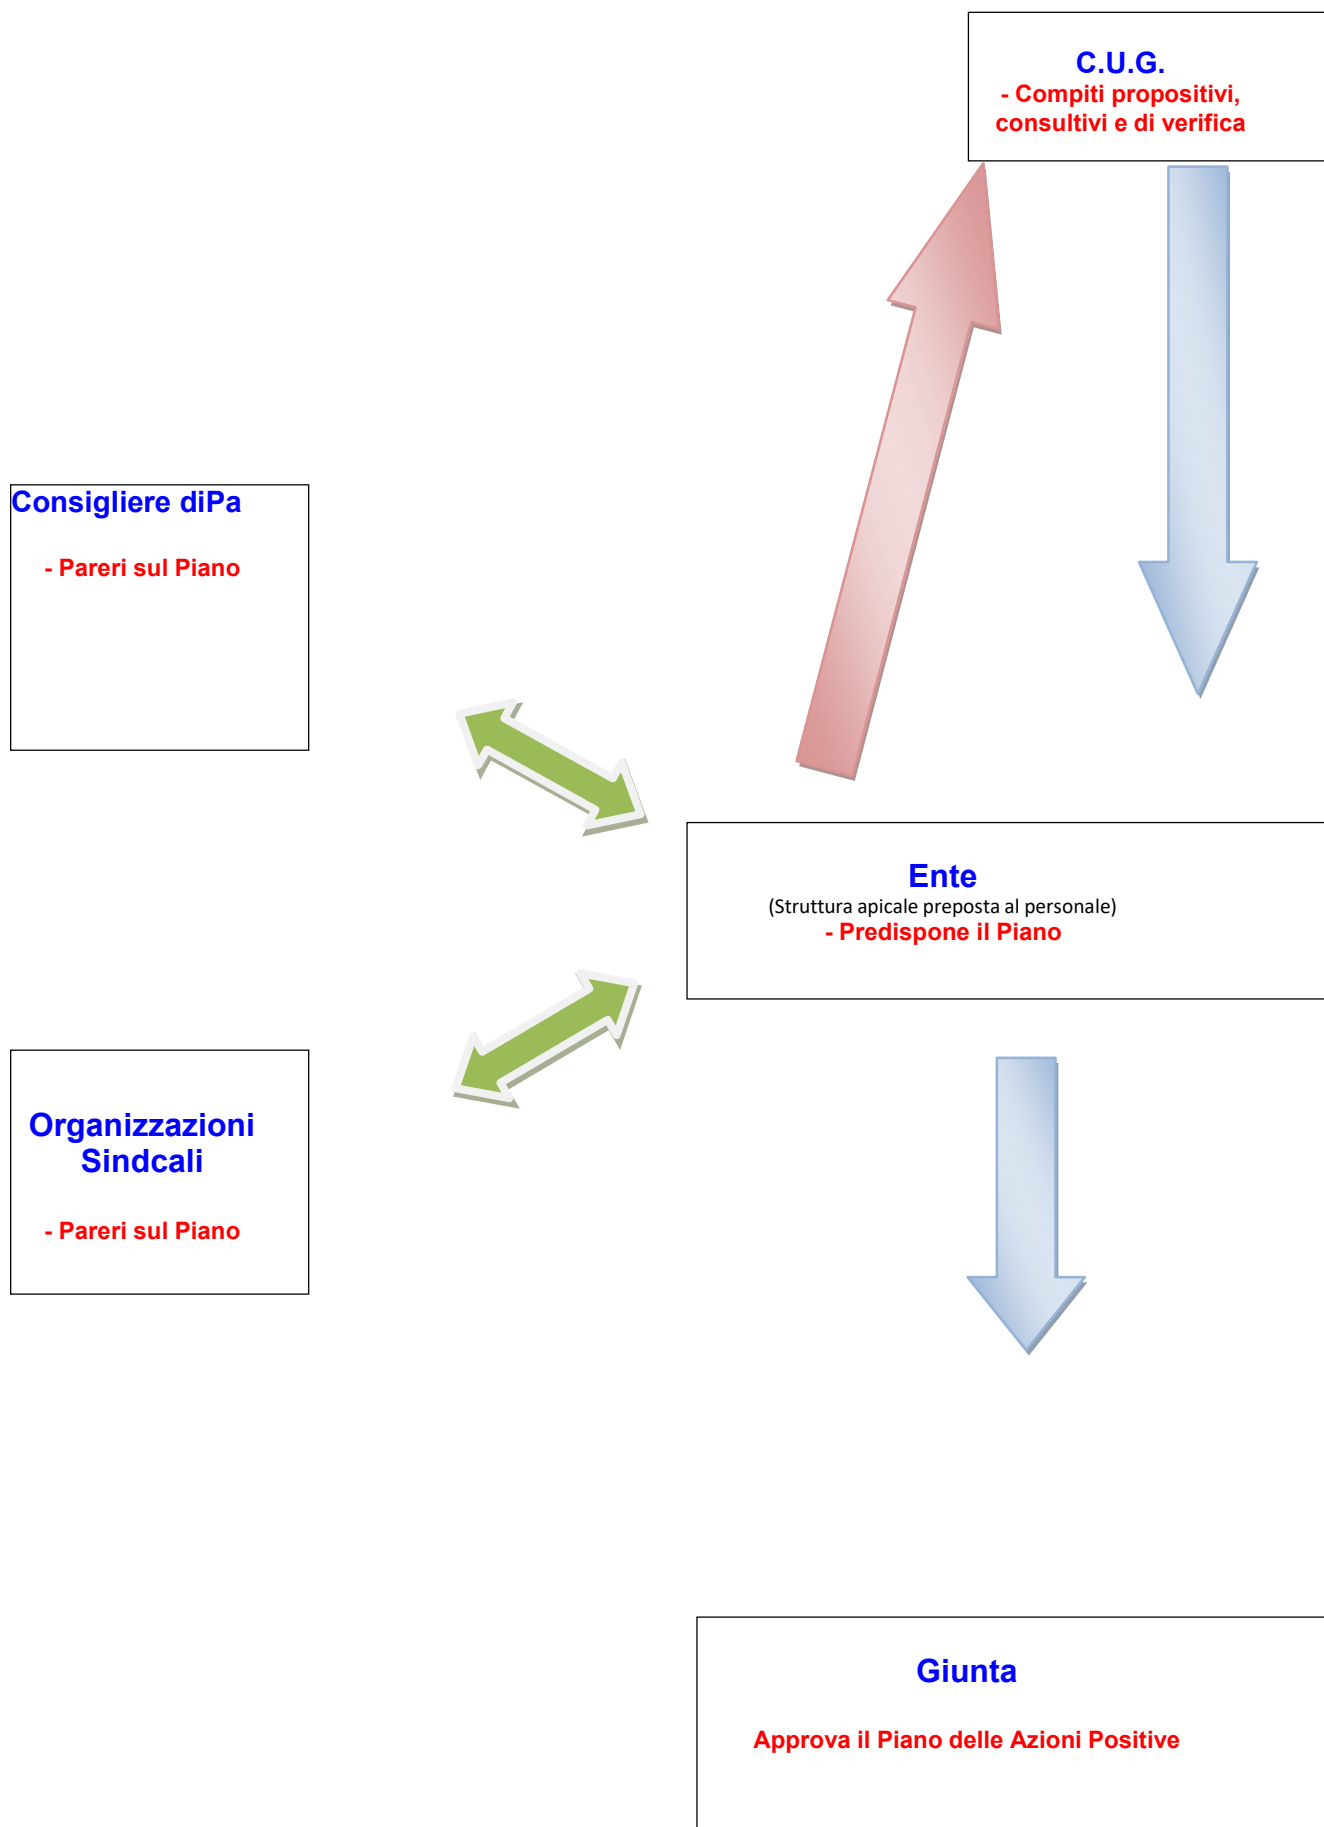 C.U.G.
- Compiti propositivi,
consultivi e di verifica
Consigliere diPa
- Pareri sul Piano
Ente
(Struttura apicale preposta al personale)
- Predispone il Piano
Organizzazioni
Sindcali
- Pareri sul Piano
Giunta
Approva il Piano delle Azioni Positive